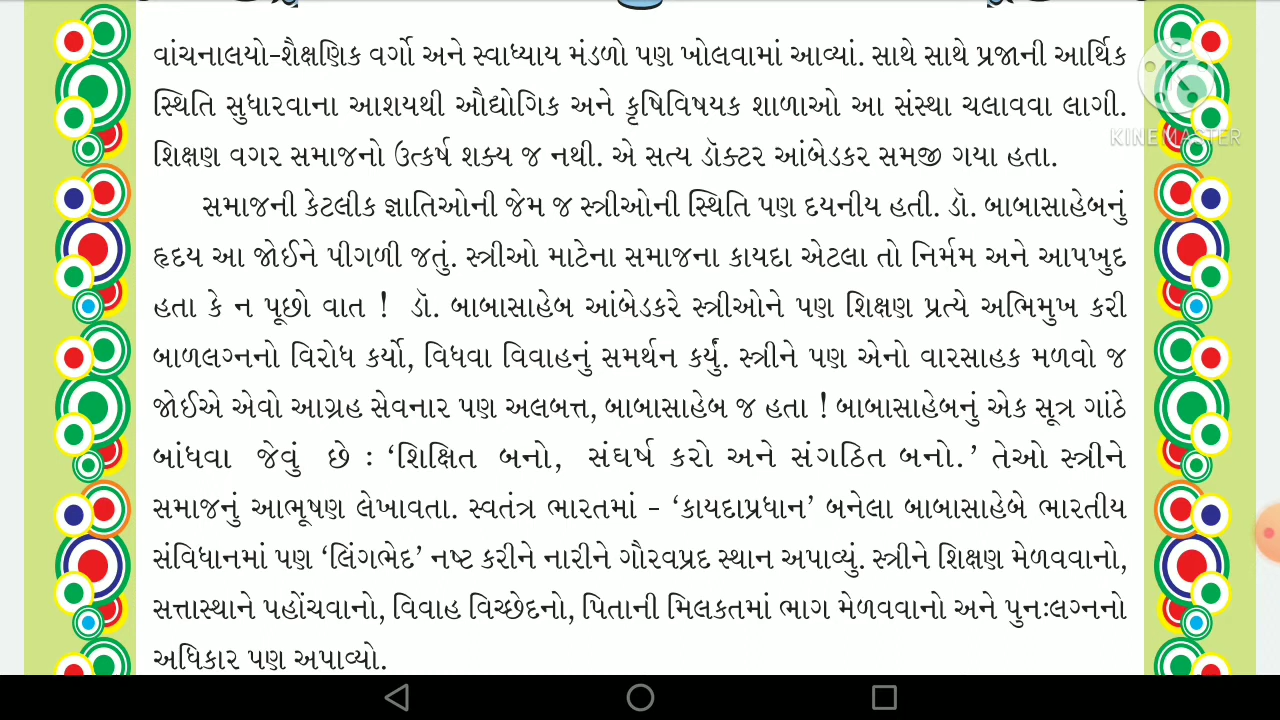 વાંચનાલયો-શૈક્ષણિક વર્ગો અને સ્વાધ્યાય મંડળો પણ ખોલવામાં આવ્યાં. સાથે સાથે પ્રજાની આર્થિક
સ્થિતિ સુધારવાના આશયથી ઔદ્યોગિક અને કૃષિવિષયક શાળાઓ આ સંસ્થા ચલાવવા લાગી.
શિક્ષણ વગર સમાજનો ઉત્કર્ષ શક્ય જ નથી. એ સત્ય ડૉક્ટર આંબેડકર સમજી ગયા હતા.
સમાજની કેટલીક જ્ઞાતિઓની જેમ જ સ્ત્રીઓની સ્થિતિ પણ દયનીય હતી. ડૉ. બાબાસાહેબનું
હૃદય આ જોઈને પીગળી જતું. સ્ત્રીઓ માટેના સમાજના કાયદા એટલા તો નિર્મમ અને આપખુદ
હતા કે ન પૂછો વાત ! ડૉ. બાબાસાહેબ આંબેડકરે સ્ત્રીઓને પણ શિક્ષણ પ્રત્યે અભિમુખ કરી
બાળલગ્નનો વિરોધ કર્યો, વિધવા વિવાહનું સમર્થન કર્યું. સ્ત્રીને પણ એનો વારસાહક મળવો જ
જોઈએ એવો આગ્રહ સેવનાર પણ અલબત્ત, બાબાસાહેબ જ હતા ! બાબાસાહેબનું એક સૂત્ર ગાંઠે
બાંધવા જેવું છે : ‘શિક્ષિત બનો, સંઘર્ષ કરો અને સંગઠિત બનો.’ તેઓ સ્ત્રીને
સમાજનું આભૂષણ લેખાવતા. સ્વતંત્ર ભારતમાં - ‘કાયદાપ્રધાન’ બનેલા બાબાસાહેબે ભારતીય
સંવિધાનમાં પણ ‘લિંગભેદ’ નષ્ટ કરીને નારીને ગૌરવપ્રદ સ્થાન અપાવ્યું. સ્ત્રીને શિક્ષણ મેળવવાનો,
સત્તાસ્થાને પહોંચવાનો, વિવાહ વિચ્છેદનો, પિતાની મિલકતમાં ભાગ મેળવવાનો અને પુનઃલગ્નનો
અધિકાર પણ અપાવ્યો.
KINEMASTER